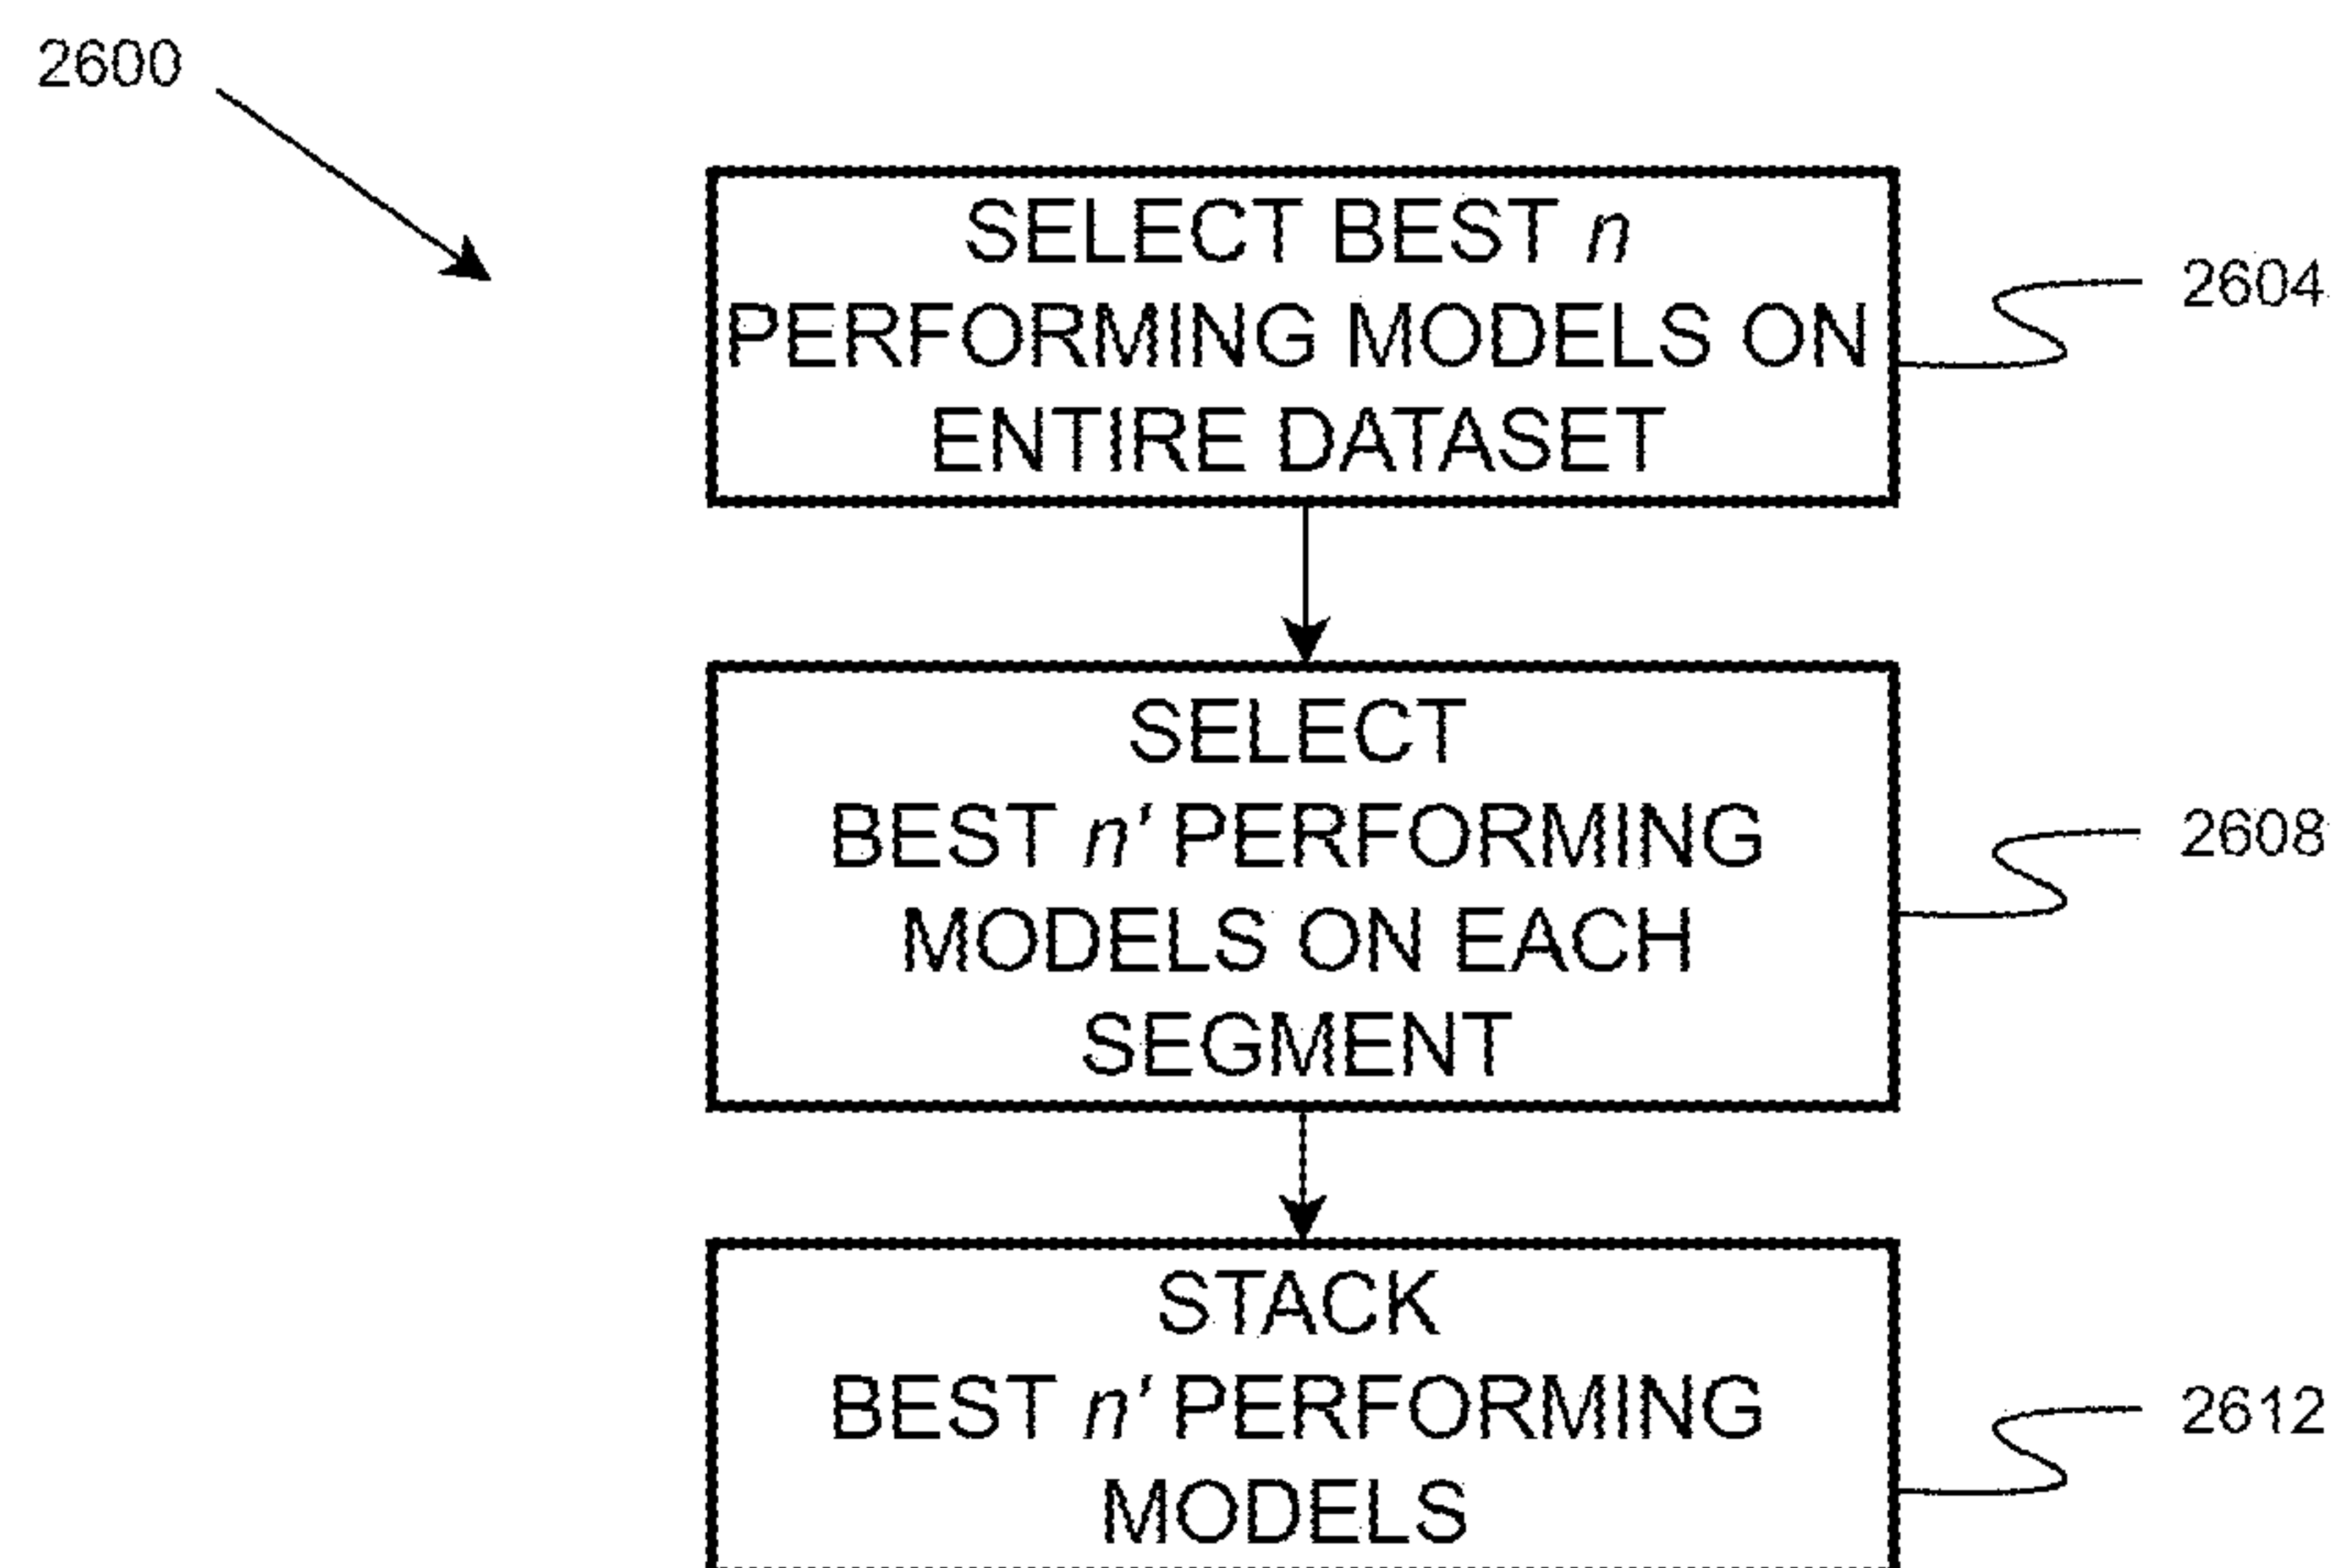 2600
SELECT BEST n
PERFORMING MODELS ON
ENTIRE DATASET
2604
SELECT
BEST n' PERFORMING
MODELS ON EACH
SEGMENT
2608
STACK
BEST n' PERFORMING
MODELS
2612